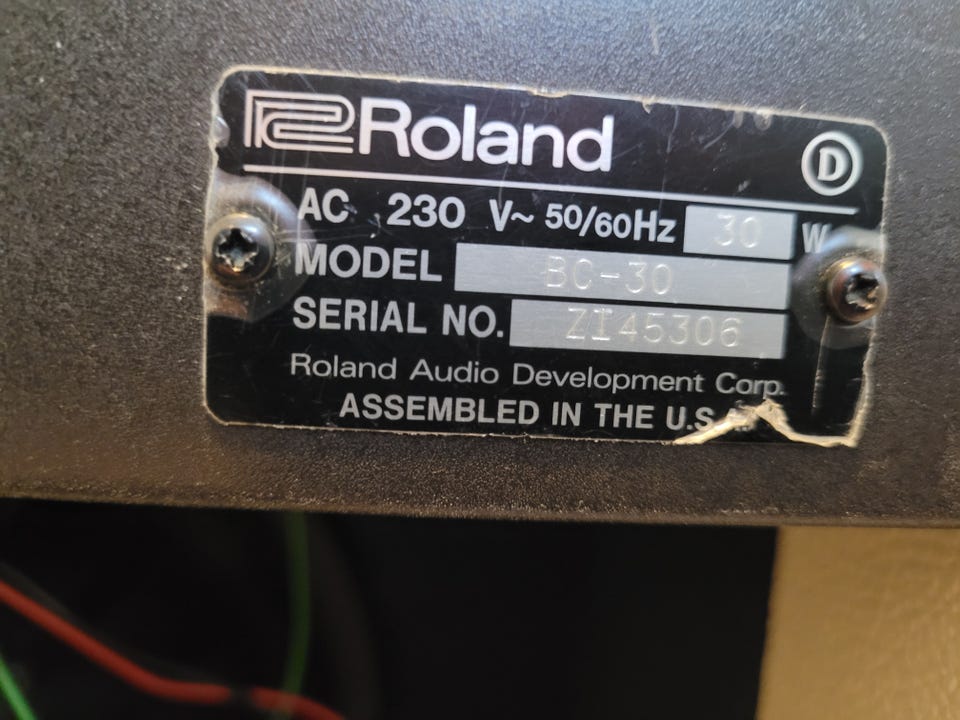 Roland
D
AC 230 V~ 50/60Hz 30 W
MODEL BC-30
SERIAL NO. ZI45306
Roland Audio Development Corp.
ASSEMBLED IN THE U.S.